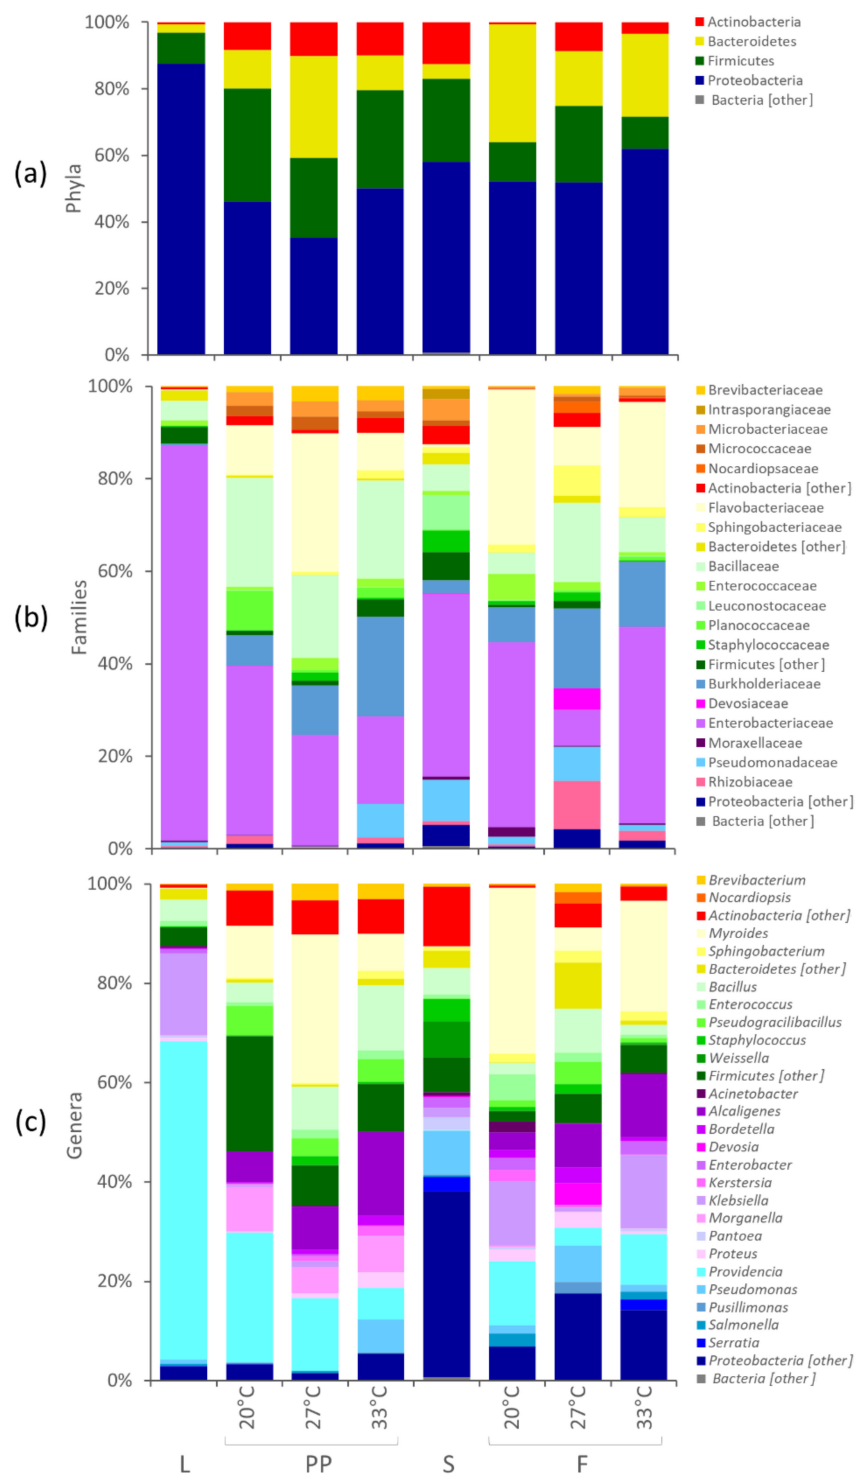 (a)
Phyla
100%
80%
60%
40%
20%
0%
Actinobacteria
Bacteroidetes
Firmicutes
Proteobacteria
Bacteria [other]
(b)
Families
100%
80%
60%
40%
20%
0%
Brevibacteriaceae
Intrasporangiaceae
Microbacteriaceae
Micrococcaceae
Nocardiopsaceae
Actinobacteria [other]
Flavobacteriaceae
Sphingobacteriaceae
Bacteroidetes [other]
Bacillaceae
Enterococcaceae
Leuconostocaceae
Planococcaceae
Staphylococcaceae
Firmicutes [other]
Burkholderiaceae
Devosiaceae
Enterobacteriaceae
Moraxellaceae
Pseudomonadaceae
Rhizobiaceae
Proteobacteria [other]
Bacteria [other]
(c)
Genera
100%
80%
60%
40%
20%
0%
Brevibacterium
Nocardiopsis
Actinobacteria [other]
Myroides
Sphingobacterium
Bacteroidetes [other]
Bacillus
Enterococcus
Pseudogracilibacillus
Staphylococcus
Weissella
Firmicutes [other]
Acinetobacter
Alcaligenes
Bordetella
Devosia
Enterobacter
Kerstersia
Klebsiella
Morganella
Pantoea
Proteus
Providencia
Pseudomonas
Pusillimonas
Salmonella
Serratia
Proteobacteria [other]
Bacteria [other]
20°C 27°C 33°C 20°C 27°C 33°C
L PP S F